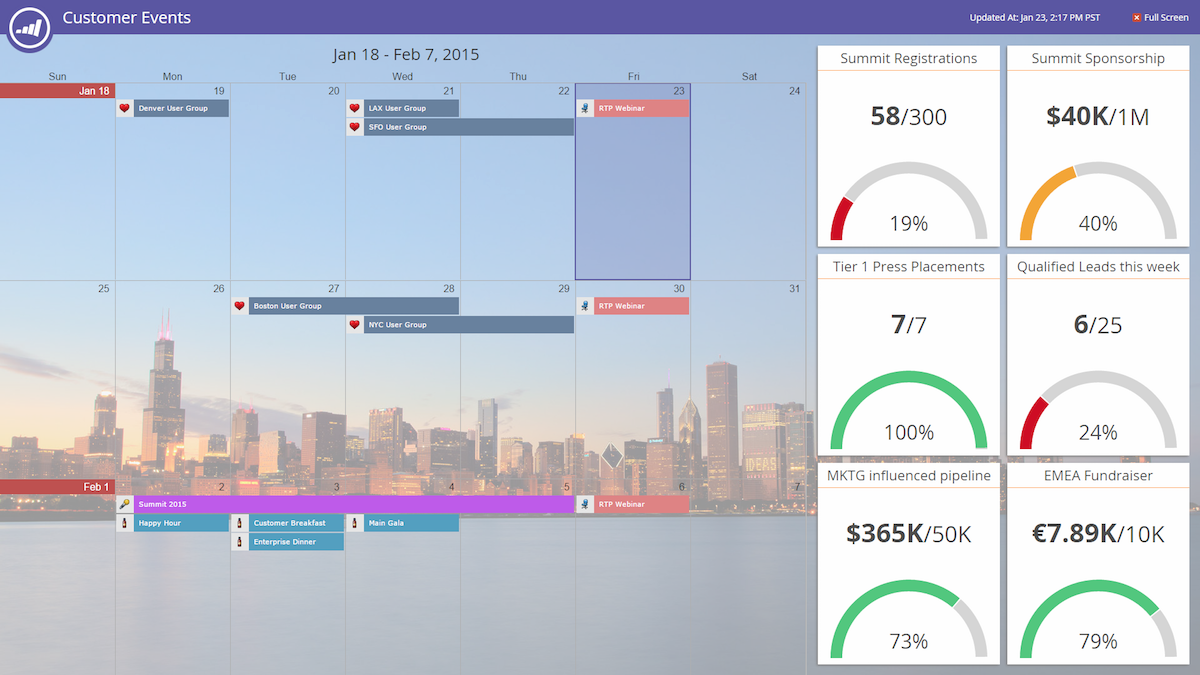 Customer Events
Updated At: Jan 23, 2:17 PM PST
Full Screen
Jan 18 - Feb 7, 2015
Sun Mon Tue Wed Thu Fri Sat
Jan 18 19 20 21 22 23 24
Denver User Group LAX User Group RTP Webinar
SFO User Group
25 26 27 28 29 30 31
Boston User Group RTP Webinar
NYC User Group
Feb 1 2 3 4 5 6 7
Summit 2015 RTP Webinar
Happy Hour Customer Breakfast Main Gala
Enterprise Dinner
Summit Registrations
58/300
19%
Summit Sponsorship
$40K/1M
40%
Tier 1 Press Placements
7/7
100%
Qualified Leads this week
6/25
24%
MKTG influenced pipeline
$365K/50K
73%
EMEA Fundraiser
€7.89K/10K
79%